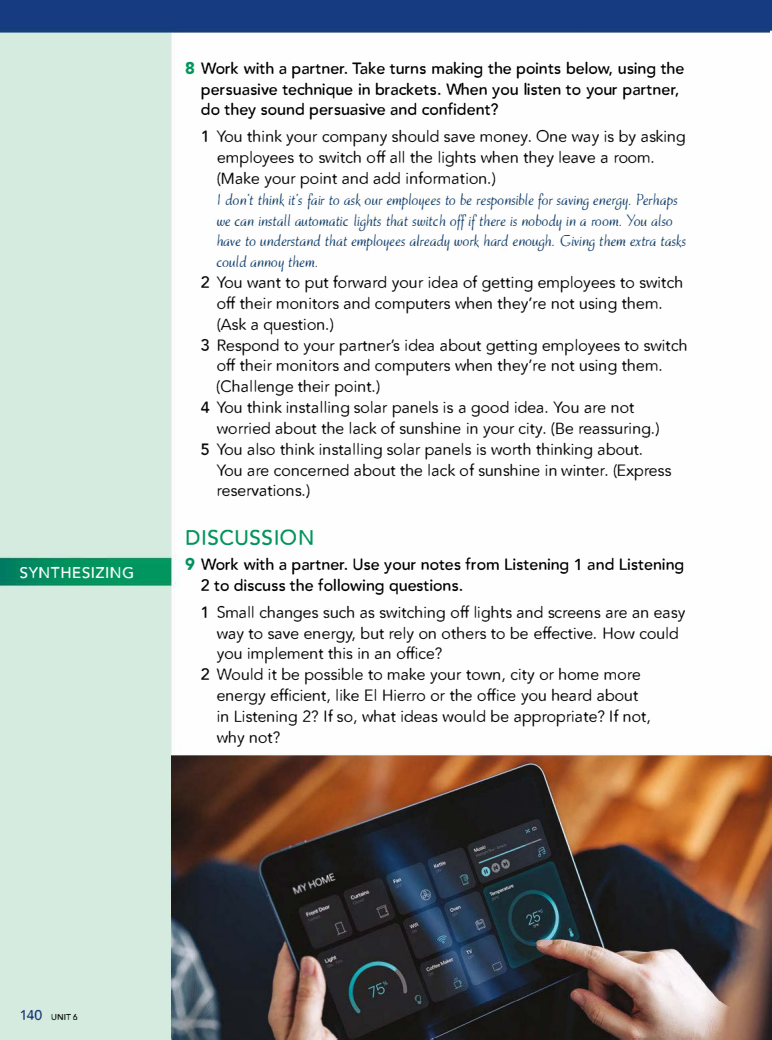 8 Work with a partner. Take turns making the points below, using the
persuasive technique in brackets. When you listen to your partner,
do they sound persuasive and confident?
1 You think your company should save money. One way is by asking
employees to switch off all the lights when they leave a room.
(Make your point and add information.)
I don't think it's fair to ask our employees to be responsible for saving energy. Perhaps
we can install automatic lights that switch off if there is nobody in a room. You also
have to understand that employees already work hard enough. Giving them extra tasks
could annoy them.
2 You want to put forward your idea of getting employees to switch
off their monitors and computers when they're not using them.
(Ask a question.)
3 Respond to your partner's idea about getting employees to switch
off their monitors and computers when they're not using them.
(Challenge their point.)
4 You think installing solar panels is a good idea. You are not
worried about the lack of sunshine in your city. (Be reassuring.)
5 You also think installing solar panels is worth thinking about.
You are concerned about the lack of sunshine in winter. (Express
reservations.)
DISCUSSION
SYNTHESIZING
9 Work with a partner. Use your notes from Listening 1 and Listening
2 to discuss the following questions.
1 Small changes such as switching off lights and screens are an easy
way to save energy, but rely on others to be effective. How could
you implement this in an office?
2 Would it be possible to make your town, city or home more
energy efficient, like El Hierro or the office you heard about
in Listening 2? If so, what ideas would be appropriate? If not,
why not?
MY HOME
Front Door
Curtains
Fan
Kettle
Music
Light
75%
Wifi
Oven
Coffee Maker
TV
Temperature
25°
140 UNIT 6